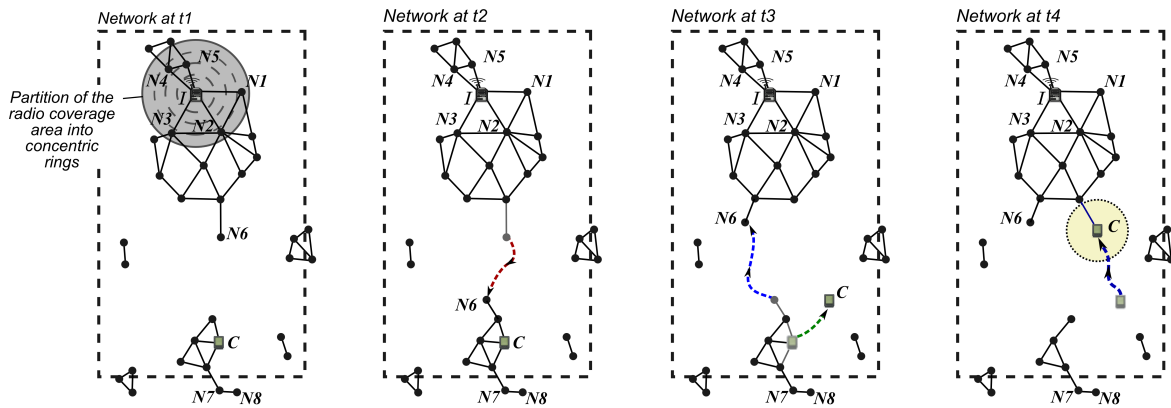 Network at t1
N5
N4
N1
I
Partition of the
radio coverage
area into
concentric
rings
N3
N2
N6
C
N7
N8
Network at t2
N5
N4
N1
I
N3
N2
N6
C
N7
N8
Network at t3
N5
N4
N1
I
N3
N2
N6
C
N7
N8
Network at t4
N5
N4
N1
I
N3
N2
N6
C
N7
N8